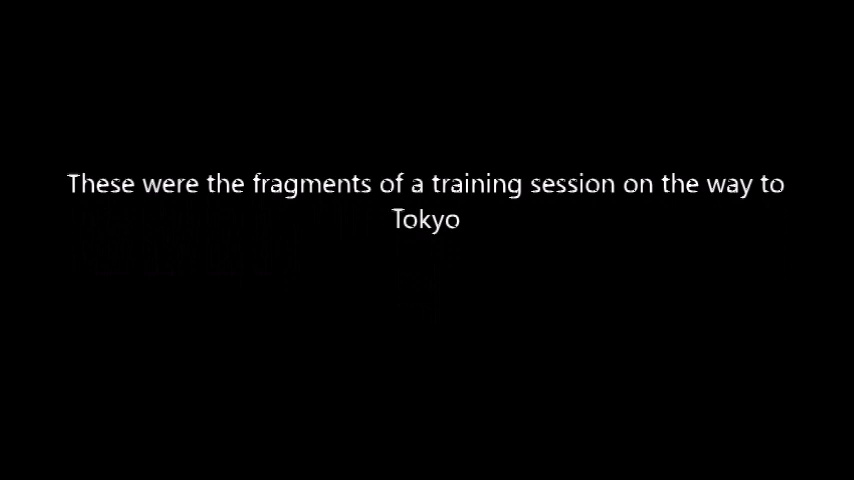 These were the fragments of a training session on the way to
Tokyo